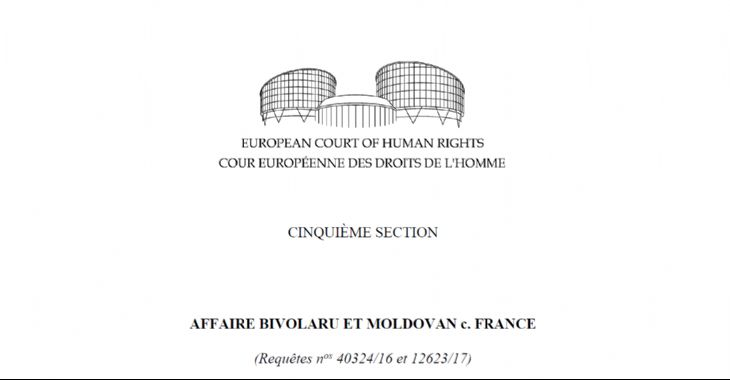 EUROPEAN COURT OF HUMAN RIGHTS
COUR EUROPÉENNE DES DROITS DE L'HOMME
CINQUIÈME SECTION
AFFAIRE BIVOLARU ET MOLDOVAN c. FRANCE
(Requêtes nos 40324/16 et 12623/17)